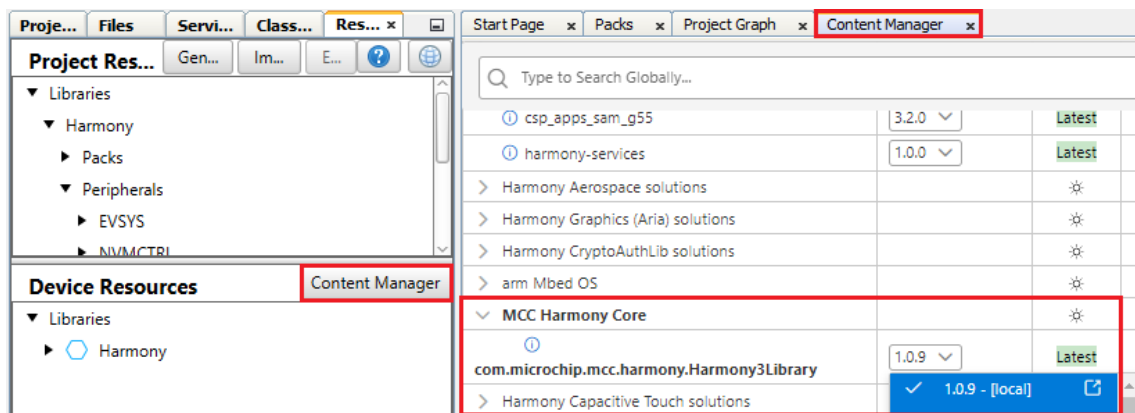 Proje... Files Servi... Class... Res... x
Project Res... Gen... Im... E... ?
Libraries
Harmony
Packs
Peripherals
EVSYS
NVMCTRL
Device Resources Content Manager
Libraries
Harmony
Start Page x Packs x Project Graph x Content Manager x
Type to Search Globally...
csp_apps_sam_g55 3.2.0 Latest
harmony-services 1.0.0 Latest
Harmony Aerospace solutions
Harmony Graphics (Aria) solutions
Harmony CryptoAuthLib solutions
arm Mbed OS
MCC Harmony Core
com.microchip.mcc.harmony.Harmony3Library 1.0.9 Latest
1.0.9 - [local]
Harmony Capacitive Touch solutions